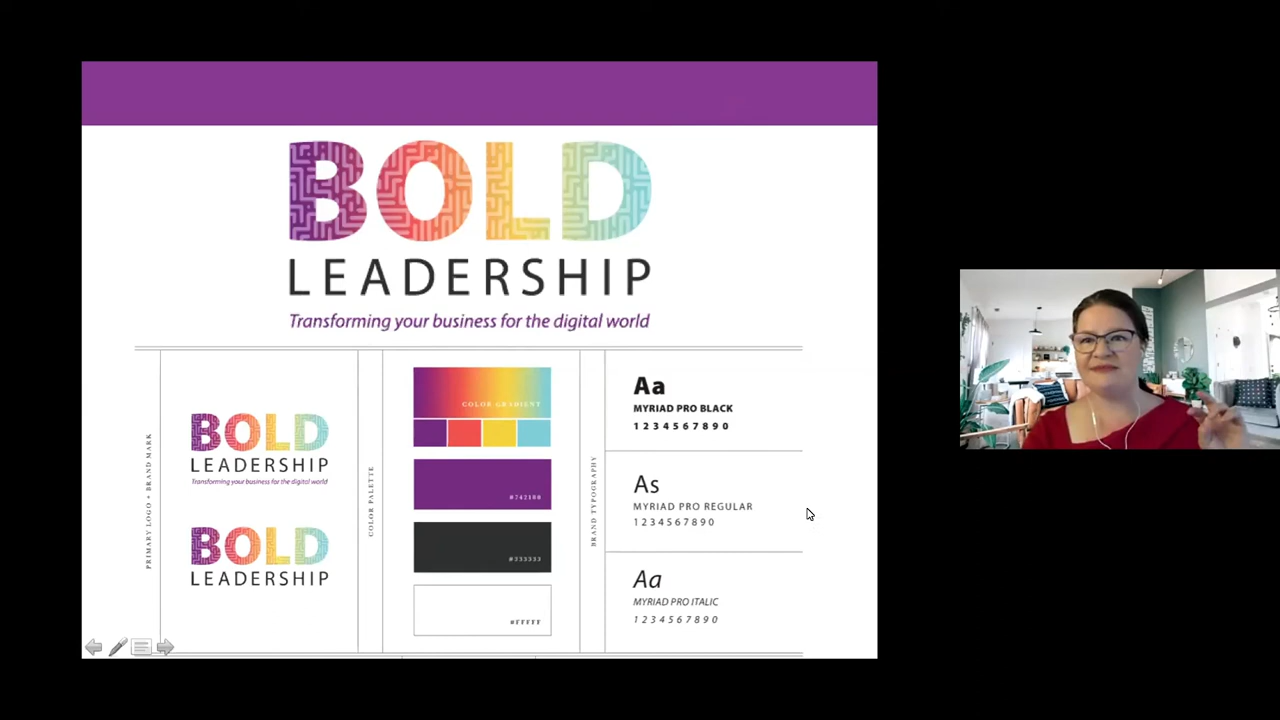 BOLD
LEADERSHIP
Transforming your business for the digital world
PRIMARY LOGO + BRAND MARK
BOLD
LEADERSHIP
Transforming your business for the digital world
BOLD
LEADERSHIP
COLOR PALETTE
COLOR GRADIENT
#333333
#FFFFFF
BRAND TYPOGRAPHY
Aa
MYRIAD PRO BLACK
1 2 3 4 5 6 7 8 9 0
As
MYRIAD PRO REGULAR
1 2 3 4 5 6 7 8 9 0
Aa
MYRIAD PRO ITALIC
1 2 3 4 5 6 7 8 9 0